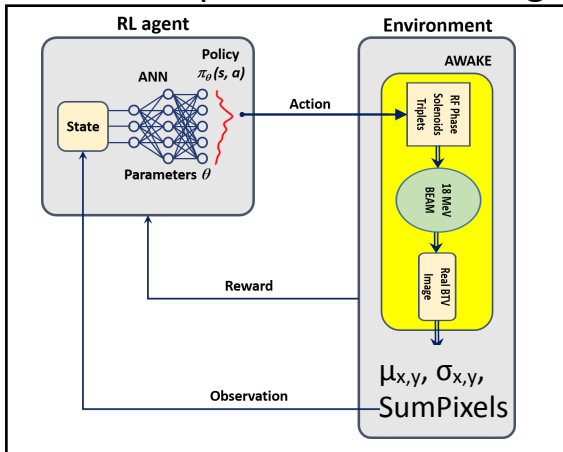 RL agent
Policy
πθ(s, a)
ANN
State
Parameters θ
Action
Reward
Observation
Environment
AWAKE
RF Phase
Solenoids
Triplets
18 MeV
BEAM
Real BTV
Image
μx,y, σx,y,
SumPixels